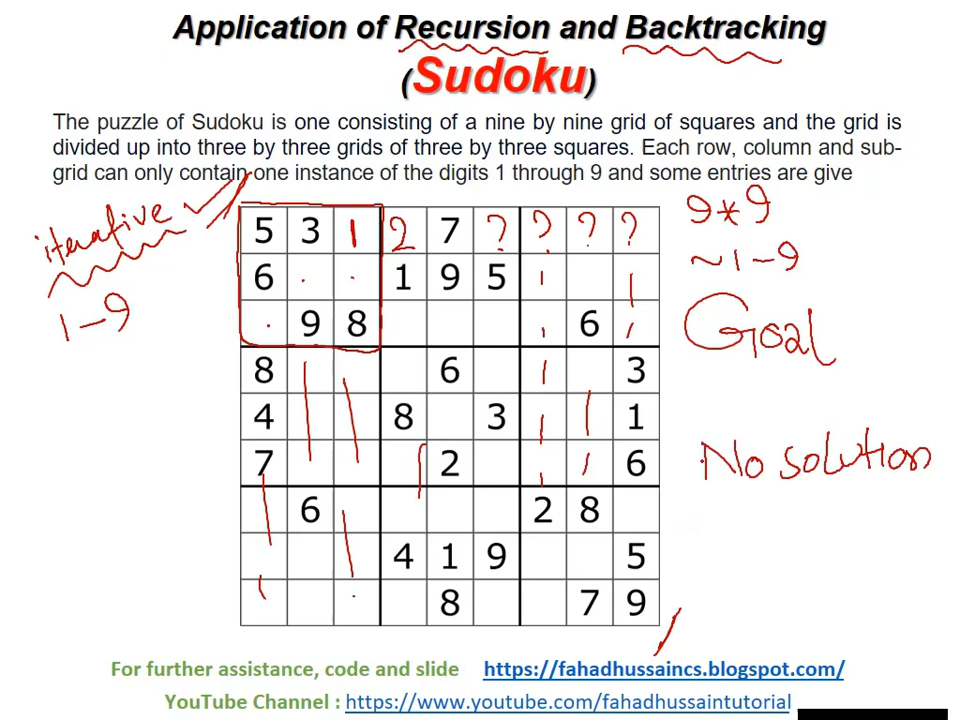 Application of Recursion and Backtracking
(Sudoku)
The puzzle of Sudoku is one consisting of a nine by nine grid of squares and the grid is
divided up into three by three grids of three by three squares. Each row, column and sub-
grid can only contain one instance of the digits 1 through 9 and some entries are give
iterative
1-9
5 3 1 2 7 ? ? ? ?
6 1 9 5
9 8 6
8 6 3
4 8 3 1
7 2 6
6 2 8
4 1 9 5
8 7 9
9*9
~1-9
Goal
No solution
For further assistance, code and slide https://fahadhussaincs.blogspot.com/
YouTube Channel : https://www.youtube.com/fahadhussaintutorial